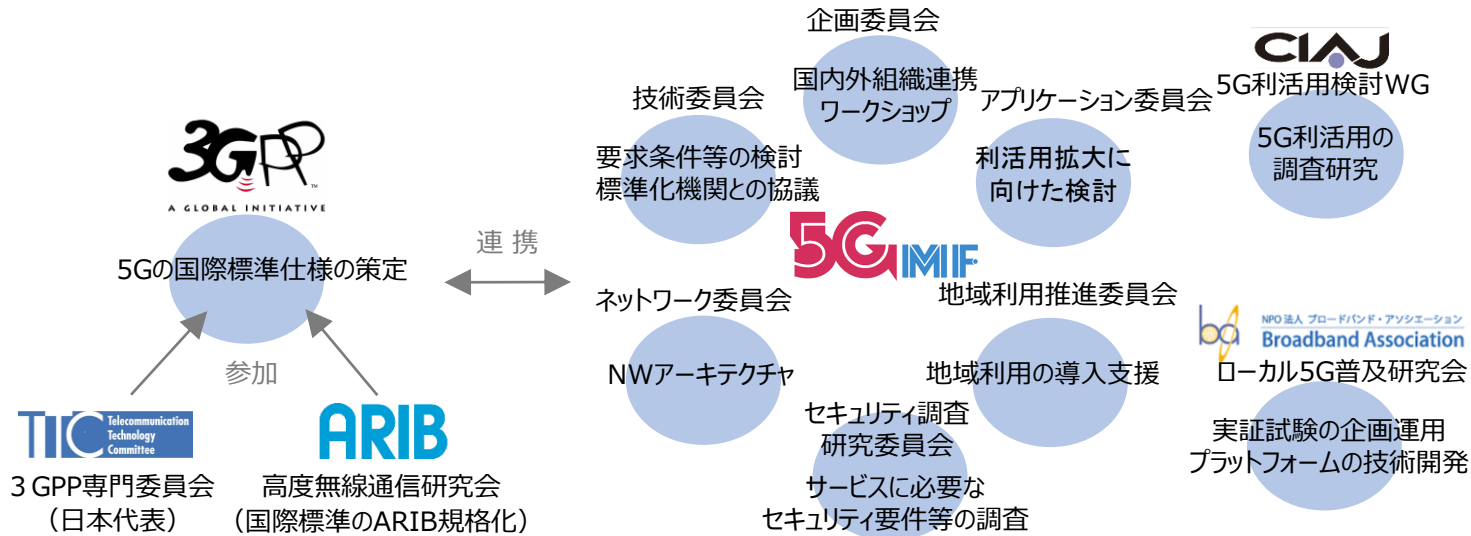 3GPP
TM
A GLOBAL INITIATIVE
5Gの国際標準仕様の策定
参加
TTC Telecommunication
Technology
Committee
3GPP専門委員会
（日本代表）
ARIB
高度無線通信研究会
（国際標準のARIB規格化）
連携
企画委員会
国内外組織連携
ワークショップ
技術委員会
要求条件等の検討
標準化機関との協議
アプリケーション委員会
利活用拡大に
向けた検討
5GMF
ネットワーク委員会
NWアーキテクチャ
地域利用推進委員会
地域利用の導入支援
セキュリティ調査
研究委員会
サービスに必要な
セキュリティ要件等の調査
CIAJ
5G利活用検討WG
5G利活用の
調査研究
ba NPO法人 ブロードバンド・アソシエーション
Broadband Association
ローカル5G普及研究会
実証試験の企画運用
プラットフォームの技術開発